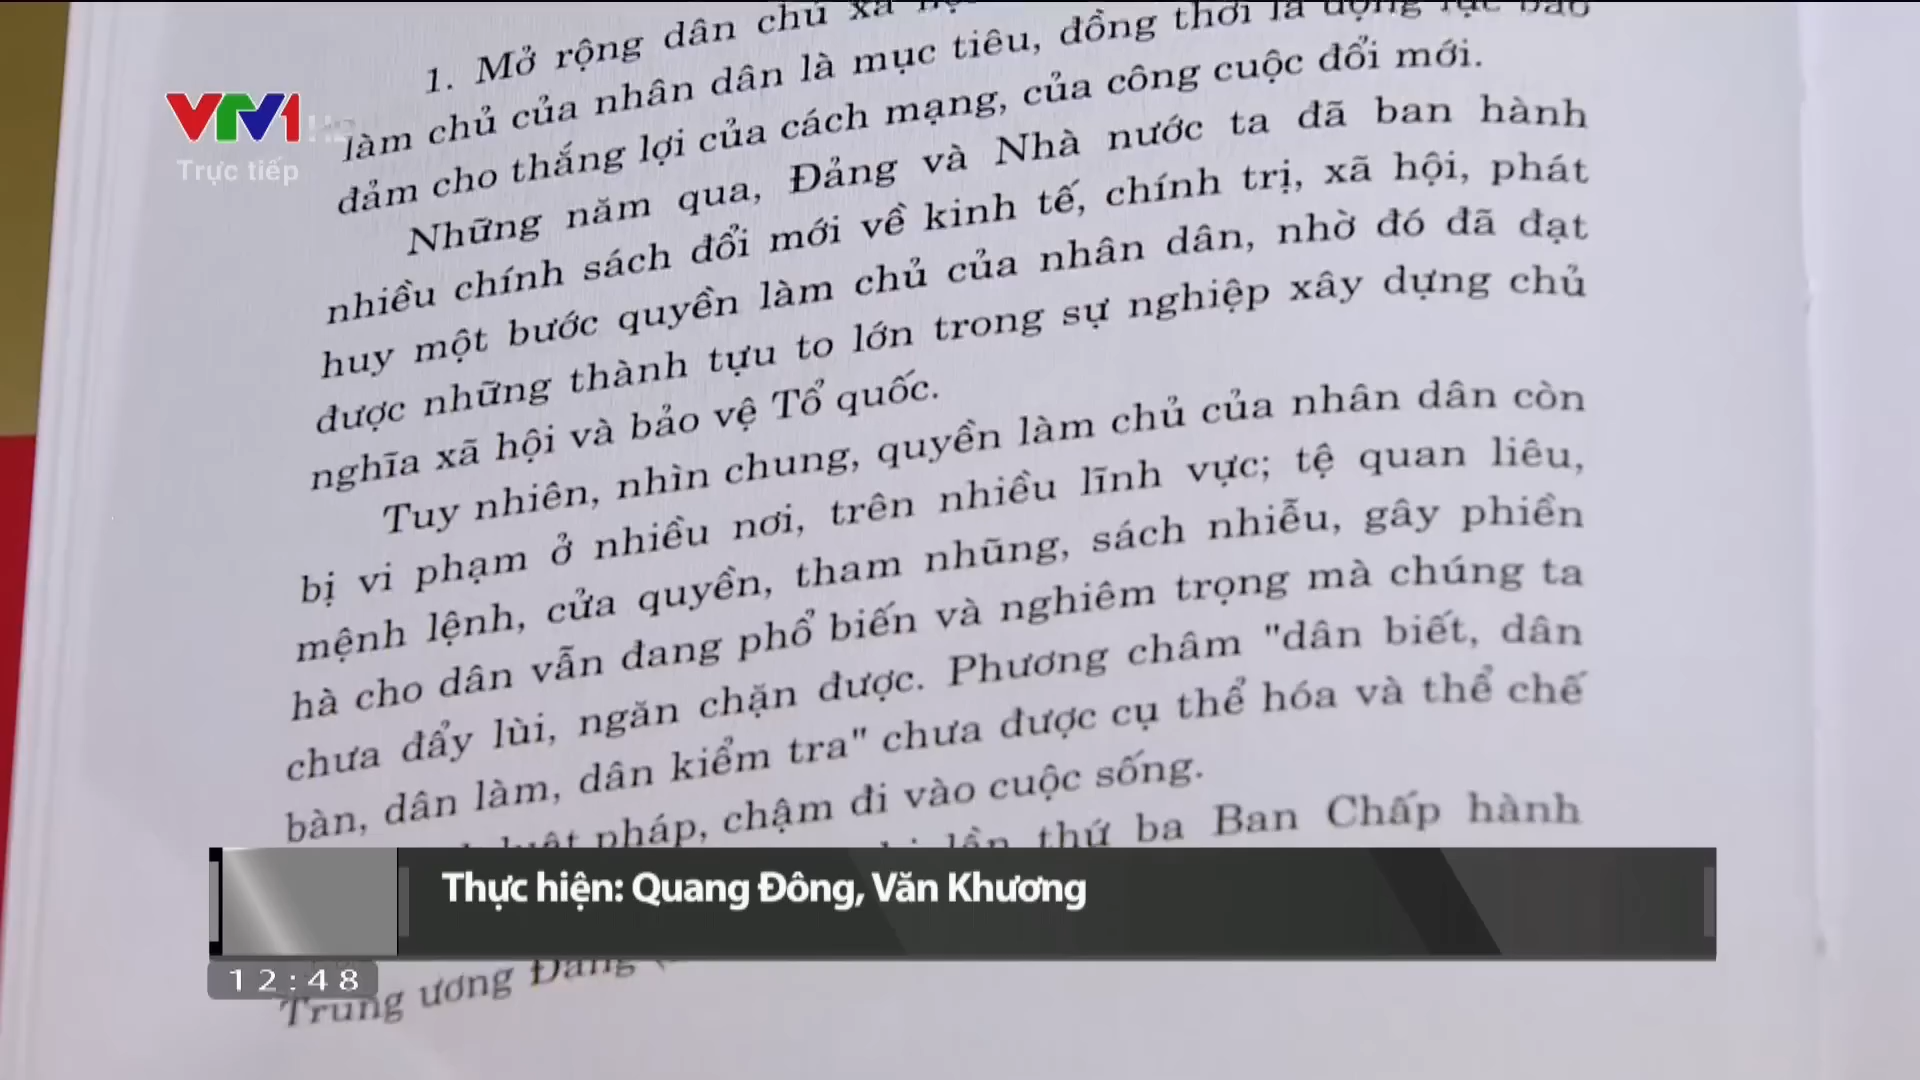 1. Mở rộng dân chủ xã
làm chủ của nhân dân là mục tiêu, đồng thời là động lực bảo
đảm cho thắng lợi của cách mạng, của công cuộc đổi mới.
Những năm qua, Đảng và Nhà nước ta đã ban hành
nhiều chính sách đổi mới về kinh tế, chính trị, xã hội, phát
huy một bước quyền làm chủ của nhân dân, nhờ đó đã đạt
được những thành tựu to lớn trong sự nghiệp xây dựng chủ
nghĩa xã hội và bảo vệ Tổ quốc.
Tuy nhiên, nhìn chung, quyền làm chủ của nhân dân còn
bị vi phạm ở nhiều nơi, trên nhiều lĩnh vực; tệ quan liêu,
mệnh lệnh, cửa quyền, tham nhũng, sách nhiễu, gây phiền
hà cho dân vẫn đang phổ biến và nghiêm trọng mà chúng ta
chưa đẩy lùi, ngăn chặn được. Phương châm "dân biết, dân
bàn, dân làm, dân kiểm tra" chưa được cụ thể hóa và thể chế
luật pháp, chậm đi vào cuộc sống.
lần thứ ba Ban Chấp hành
Trung ương Đảng
VTV1
Trực tiếp
Thực hiện: Quang Đông, Văn Khương
12:48